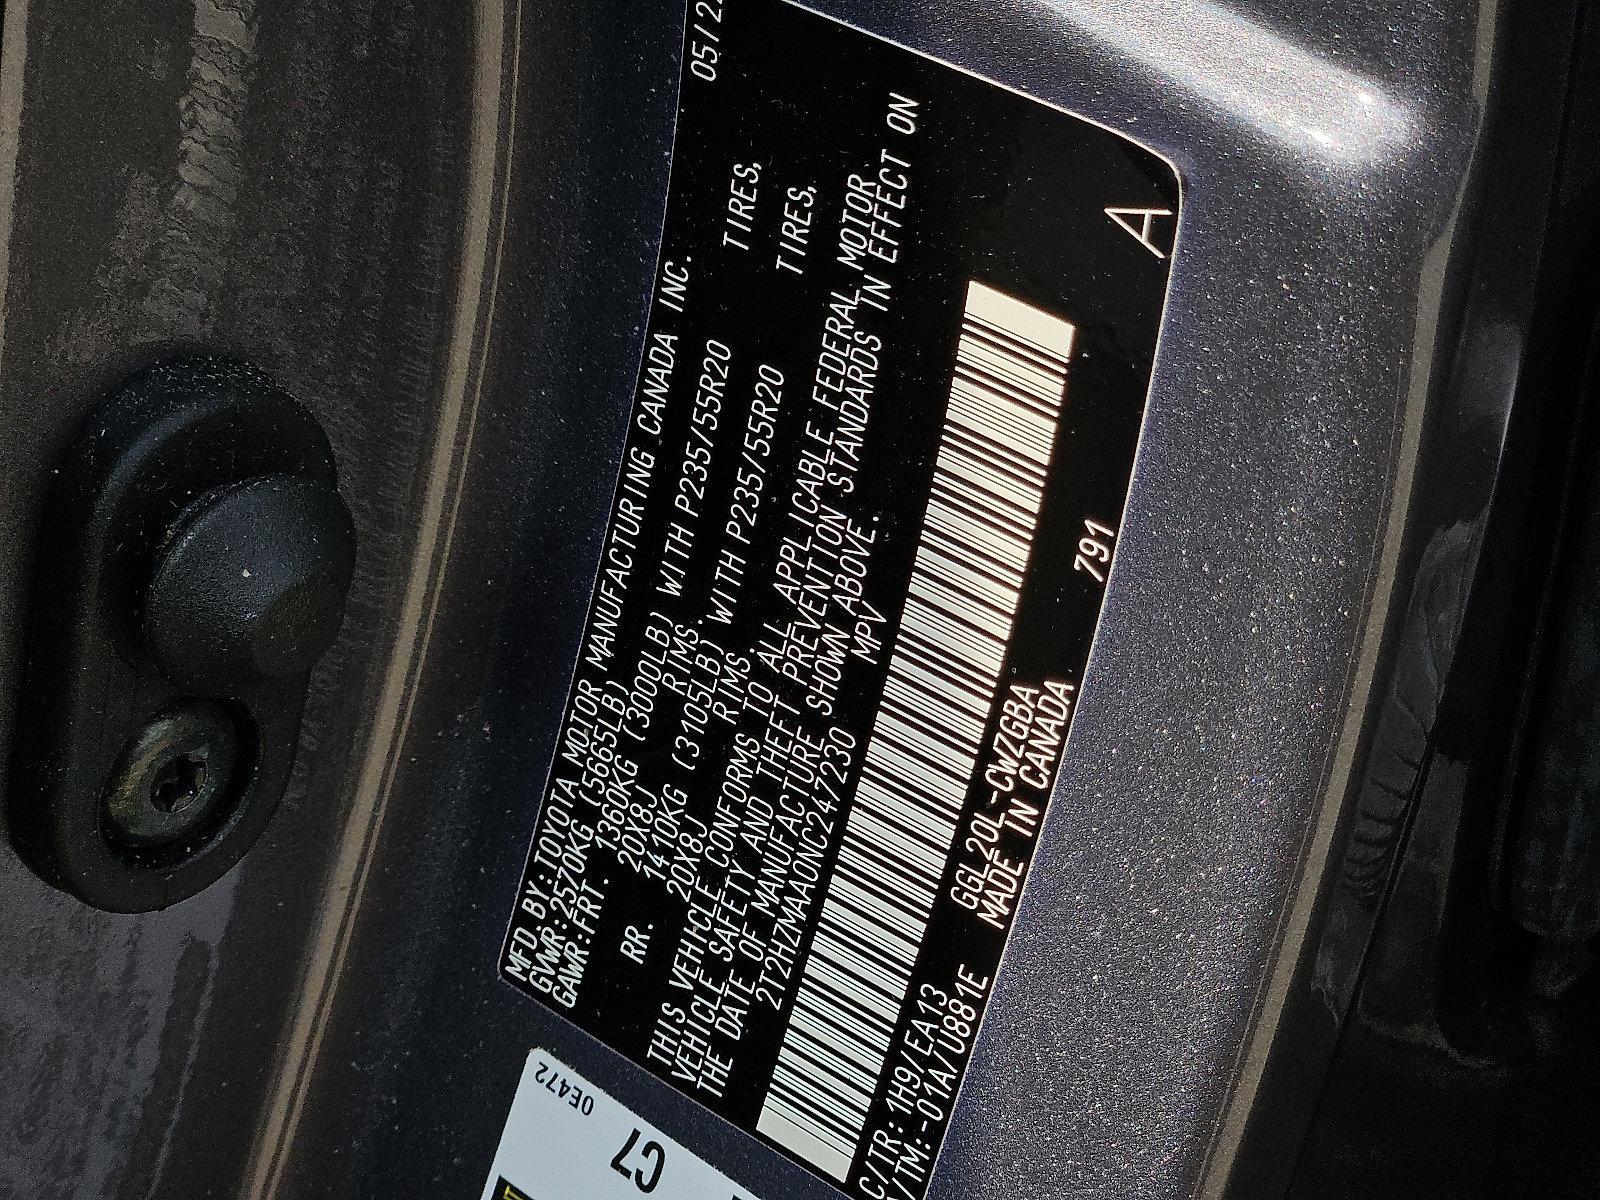 MFD.BY:TOYOTA MOTOR MANUFACTURING CANADA INC. 05/2
GVWR:2570KG (5665LB)
GAWR:FRT. 1360KG (3000LB) WITH P235/55R20 TIRES,
20X8J RIMS.
RR. 1410KG (3105LB) WITH P235/55R20 TIRES,
20X8J RIMS.
THIS VEHICLE CONFORMS TO ALL APPLICABLE FEDERAL MOTOR
VEHICLE SAFETY AND THEFT PREVENTION STANDARDS IN EFFECT ON
THE DATE OF MANUFACTURE SHOWN ABOVE.
2T2HZMAA0NC247230 MPV
C/TR:1H9/EA13 GGL20L-CWZGBA 791 A
/TM:-01A/U881E MADE IN CANADA
0E472
C7